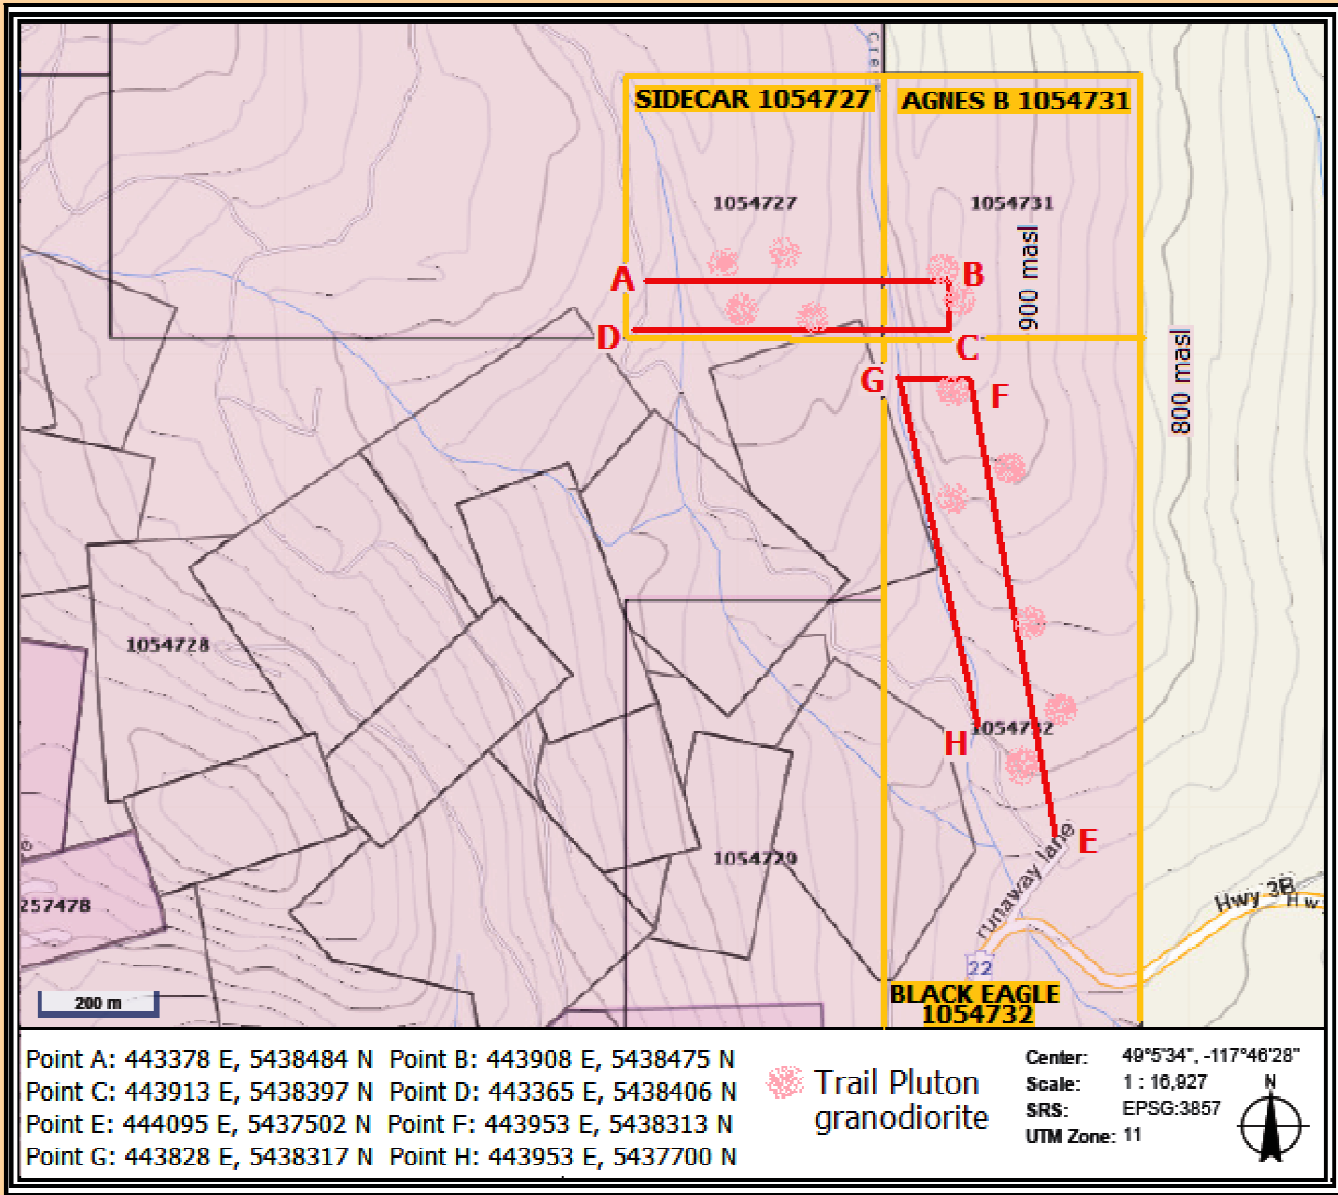 Cree
SIDECAR 1054727
AGNES B 1054731
1054727
1054731
900 masl
A
B
D
C
800 masl
G
F
1054728
H
1054732
E
runaway lane
1054729
257478
Hwy 3B
Hw
22
BLACK EAGLE
1054732
200 m
Point A: 443378 E, 5438484 N Point B: 443908 E, 5438475 N
Point C: 443913 E, 5438397 N Point D: 443365 E, 5438406 N
Point E: 444095 E, 5437502 N Point F: 443953 E, 5438313 N
Point G: 443828 E, 5438317 N Point H: 443953 E, 5437700 N
Trail Pluton
granodiorite
Center: 49°5'34", -117°46'28"
Scale: 1 : 16,927
SRS: EPSG:3857
UTM Zone: 11
N